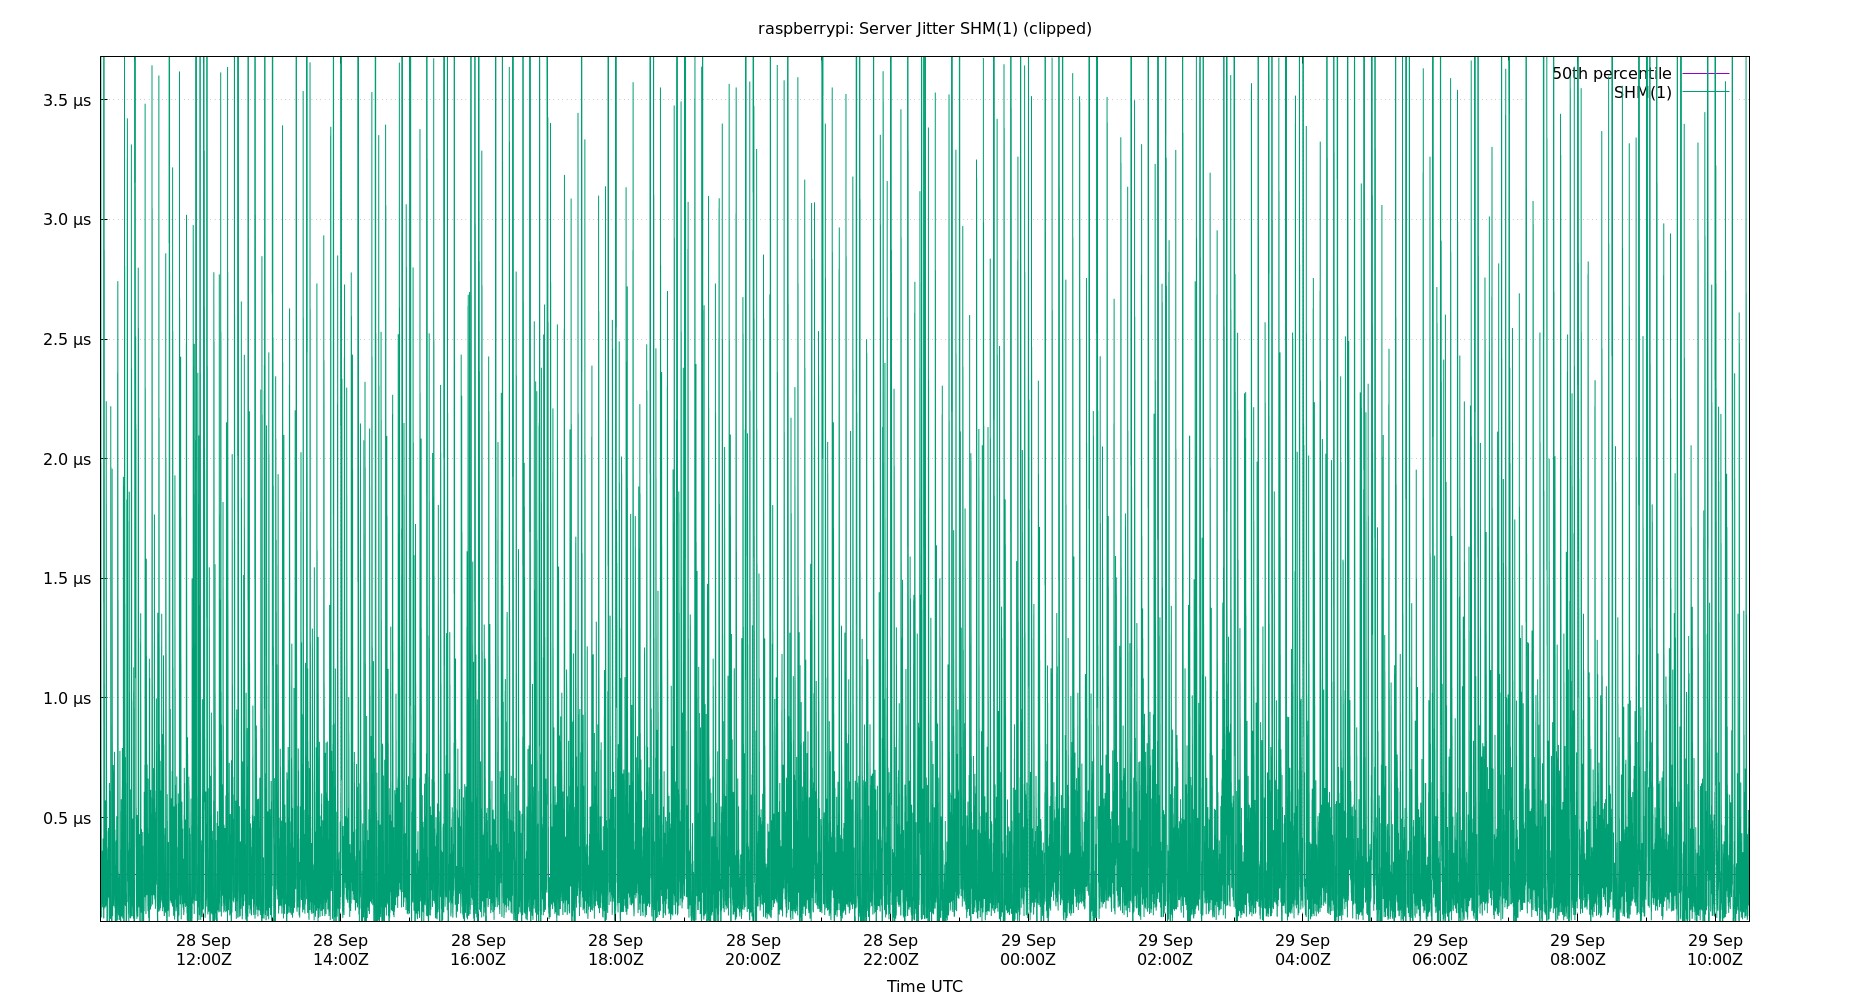 raspberrypi: Server Jitter SHM(1) (clipped)
50th percentile
SHM(1)
3.5 µs
3.0 µs
2.5 µs
2.0 µs
1.5 µs
1.0 µs
0.5 µs
28 Sep 28 Sep 28 Sep 28 Sep 28 Sep 28 Sep 29 Sep 29 Sep 29 Sep 29 Sep 29 Sep 29 Sep
12:00Z 14:00Z 16:00Z 18:00Z 20:00Z 22:00Z 00:00Z 02:00Z 04:00Z 06:00Z 08:00Z 10:00Z
Time UTC